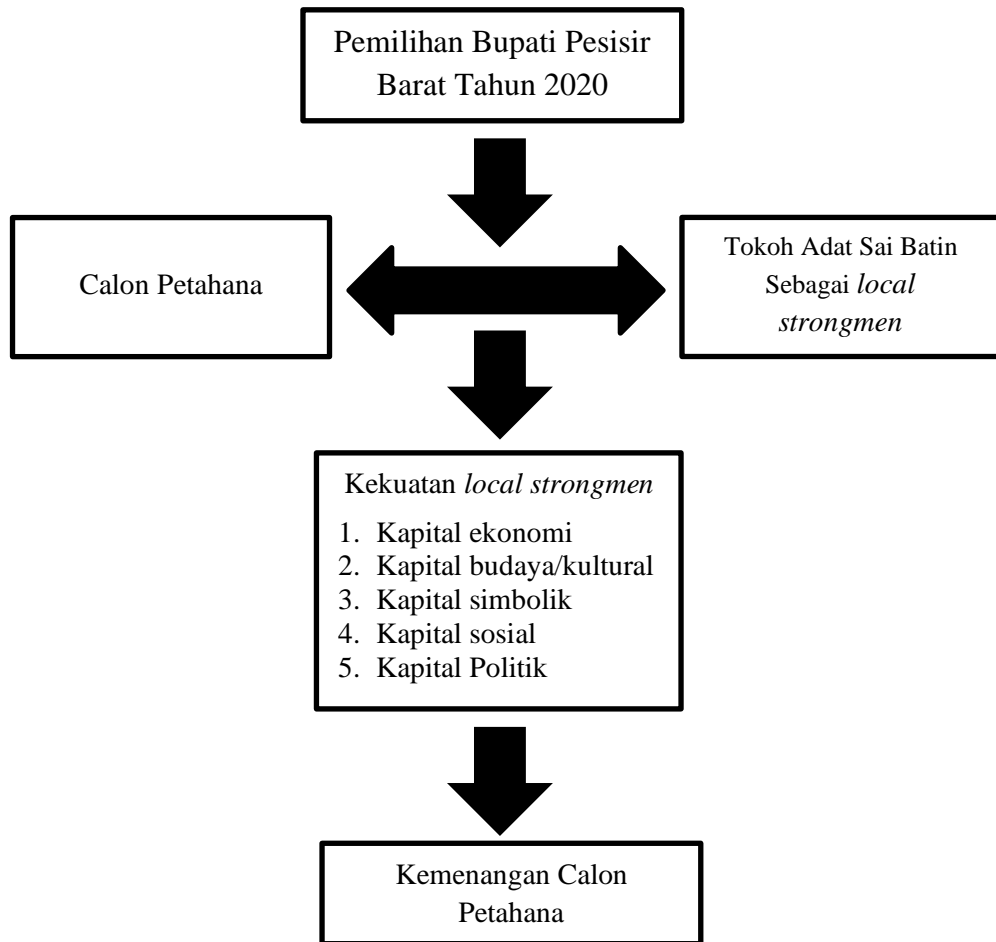 Pemilihan Bupati Pesisir
Barat Tahun 2020
Calon Petahana
Tokoh Adat Sai Batin
Sebagai local
strongmen
Kekuatan local strongmen
1. Kapital ekonomi
2. Kapital budaya/kultural
3. Kapital simbolik
4. Kapital sosial
5. Kapital Politik
Kemenangan Calon
Petahana